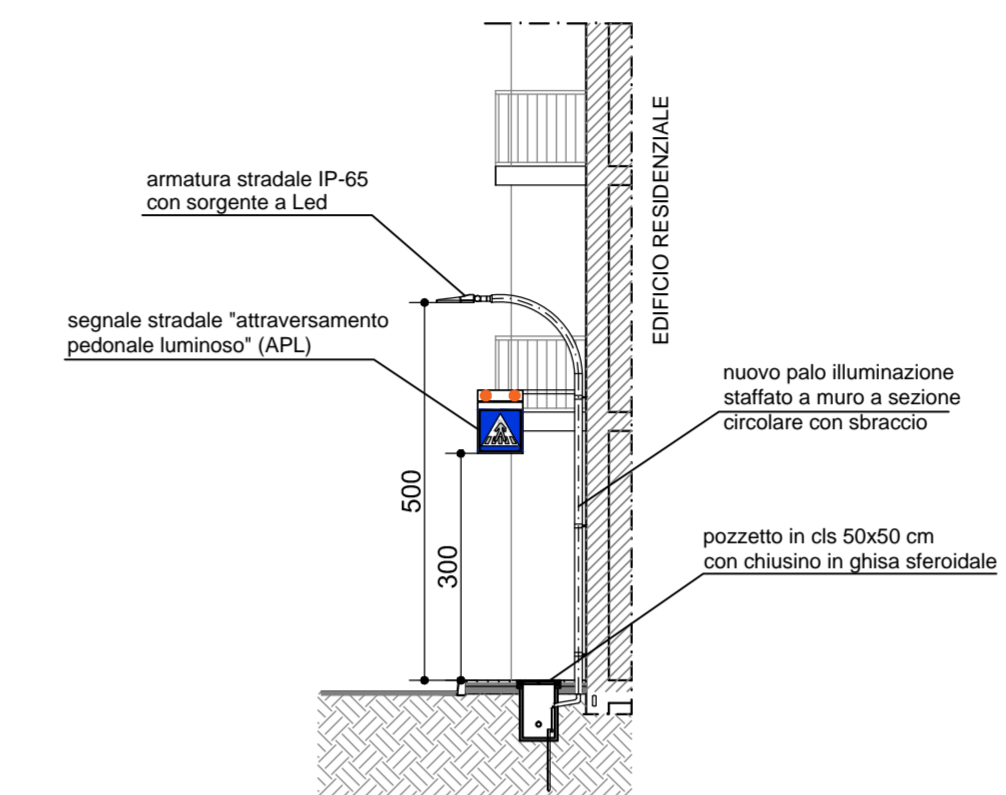 EDIFICIO RESIDENZIALE
armatura stradale IP-65
con sorgente a Led
segnale stradale "attraversamento
pedonale luminoso" (APL)
nuovo palo illuminazione
staffato a muro a sezione
circolare con sbraccio
500
300
pozzetto in cls 50x50 cm
con chiusino in ghisa sferoidale